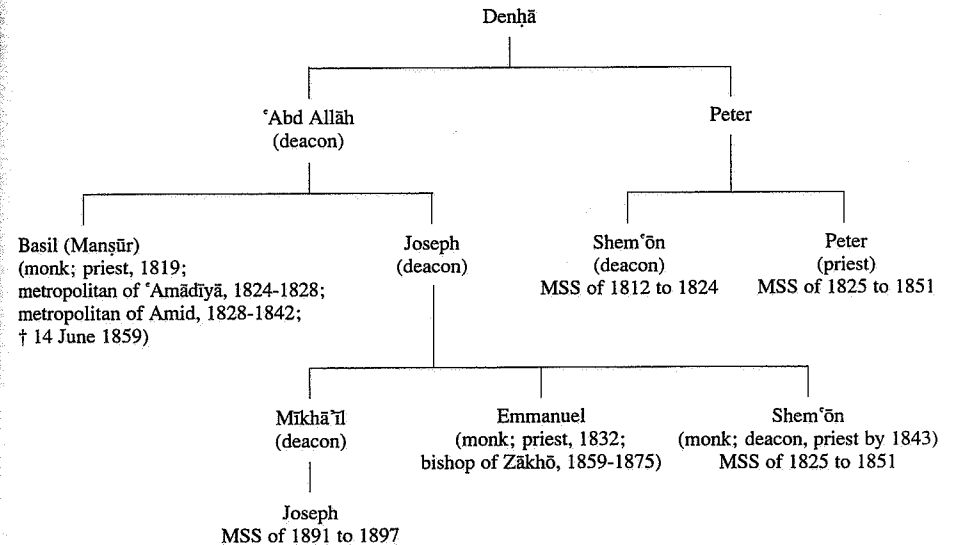 Denḥā
ʿAbd Allāh
(deacon)
Peter
Basil (Manṣūr)
(monk; priest, 1819;
metropolitan of ʿAmādīyā, 1824-1828;
metropolitan of Amid, 1828-1842;
† 14 June 1859)
Joseph
(deacon)
Shemʿōn
(deacon)
MSS of 1812 to 1824
Peter
(priest)
MSS of 1825 to 1851
Mīkhāʾīl
(deacon)
Emmanuel
(monk; priest, 1832;
bishop of Zākhō, 1859-1875)
Shemʿōn
(monk; deacon, priest by 1843)
MSS of 1825 to 1851
Joseph
MSS of 1891 to 1897